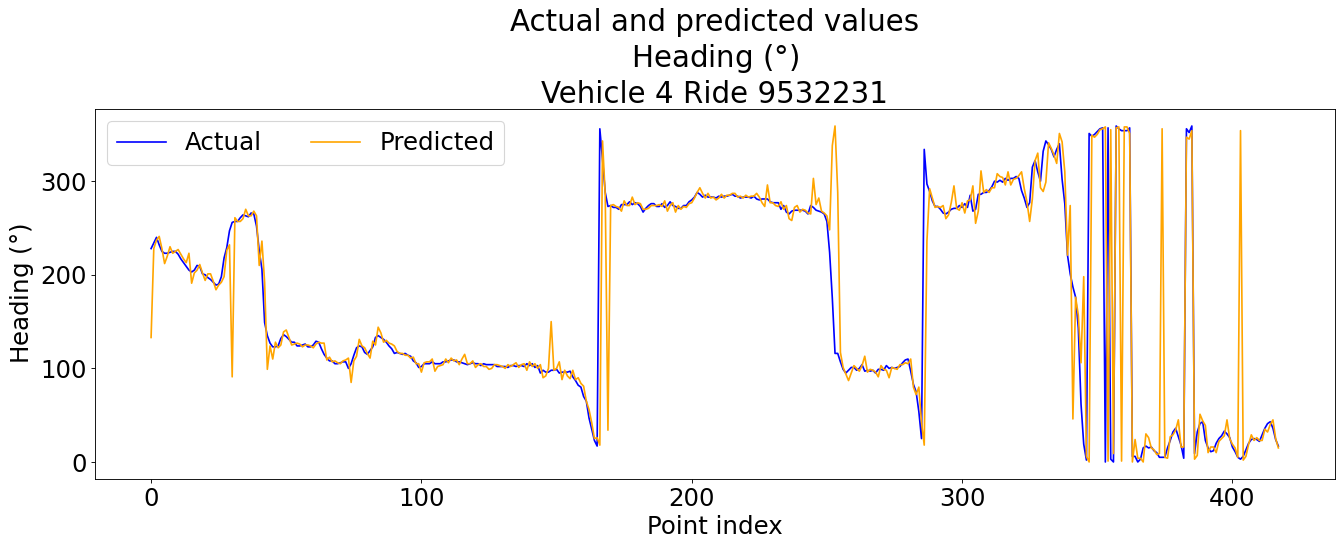 Actual and predicted values
Heading (°)
Vehicle 4 Ride 9532231
Actual Predicted
Heading (°)
300
200
100
0
0 100 200 300 400
Point index